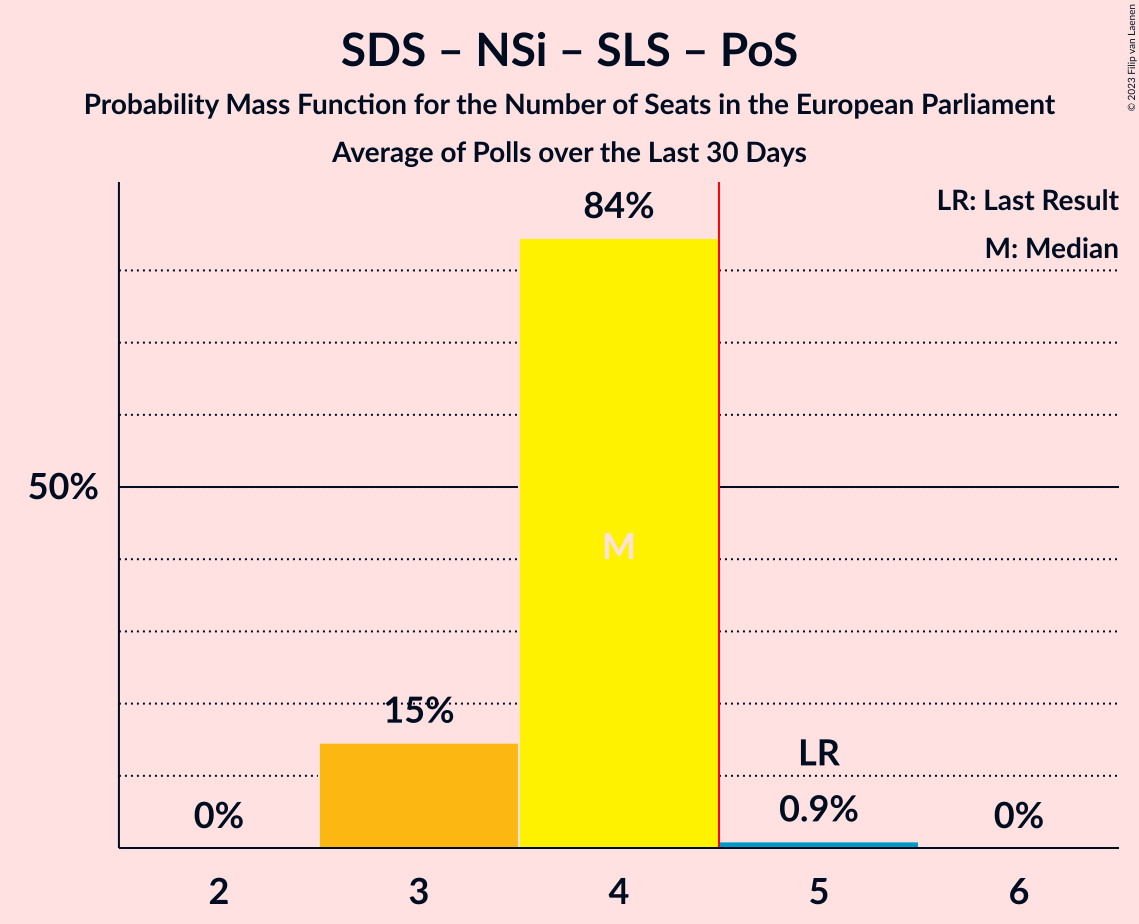 SDS – NSi – SLS – PoS
Probability Mass Function for the Number of Seats in the European Parliament
Average of Polls over the Last 30 Days
© 2023 Filip van Laenen
LR: Last Result
M: Median
84%
50%
M
15%
LR
0%
0.9%
0%
2 3 4 5 6